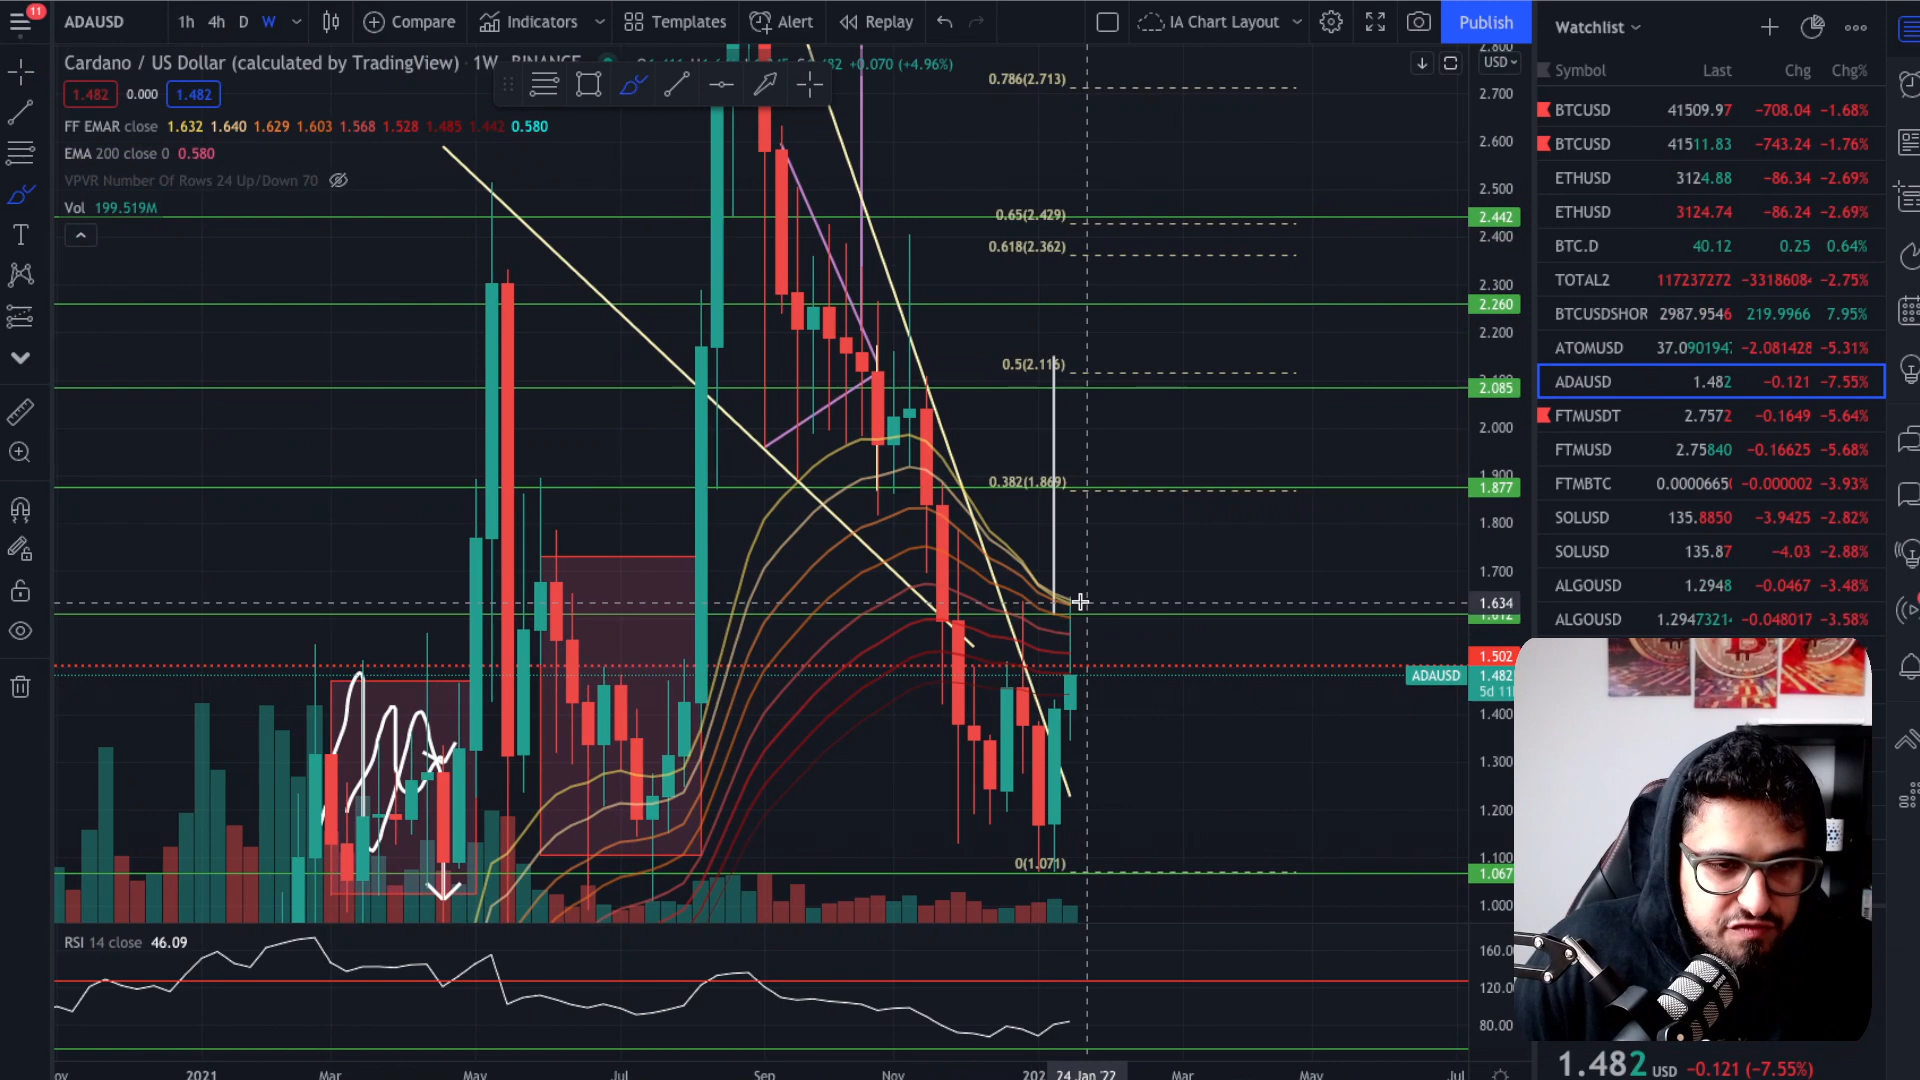 11
ADAUSD 1h 4h D W Compare Indicators Templates Alert Replay IA Chart Layout Publish
Cardano / US Dollar (calculated by TradingView) · 1W · BINANCE +0.070 (+4.96%)
1.482 0.000 1.482
FF EMAR close 1.632 1.640 1.629 1.603 1.568 1.528 1.485 1.442 0.580
EMA 200 close 0 0.580
VPVR Number Of Rows 24 Up/Down 70
Vol 199.519M
0.786(2.713)
0.65(2.429)
0.618(2.362)
0.5(2.116)
0.382(1.869)
0(1.071)
USD
2.800
2.700
2.600
2.500
2.442
2.400
2.300
2.260
2.200
2.085
2.000
1.900
1.877
1.800
1.700
1.634
1.612
1.502
ADAUSD 1.482
1.400
1.300
1.200
1.100
1.067
1.000
RSI 14 close 46.09
160.0
120.0
80.00
2021 Mar May Jul Sep Nov 24 Jan '22 Mar May Jul
Watchlist
Symbol Last Chg Chg%
BTCUSD 41509.97 −708.04 −1.68%
BTCUSD 41511.83 −743.24 −1.76%
ETHUSD 3124.88 −86.34 −2.69%
ETHUSD 3124.74 −86.24 −2.69%
BTC.D 40.12 0.25 0.64%
TOTAL2 117237272 −3318608 −2.75%
BTCUSDSHOR 2987.9546 219.9966 7.95%
ATOMUSD 37.090194 −2.081428 −5.31%
ADAUSD 1.482 −0.121 −7.55%
FTMUSDT 2.7572 −0.1649 −5.64%
FTMUSD 2.75840 −0.16625 −5.68%
FTMBTC 0.0000665 −0.000002 −3.93%
SOLUSD 135.8850 −3.9425 −2.82%
SOLUSD 135.87 −4.03 −2.88%
ALGOUSD 1.2948 −0.0467 −3.48%
ALGOUSD 1.294732 −0.048017 −3.58%
1.482 USD −0.121 (−7.55%)